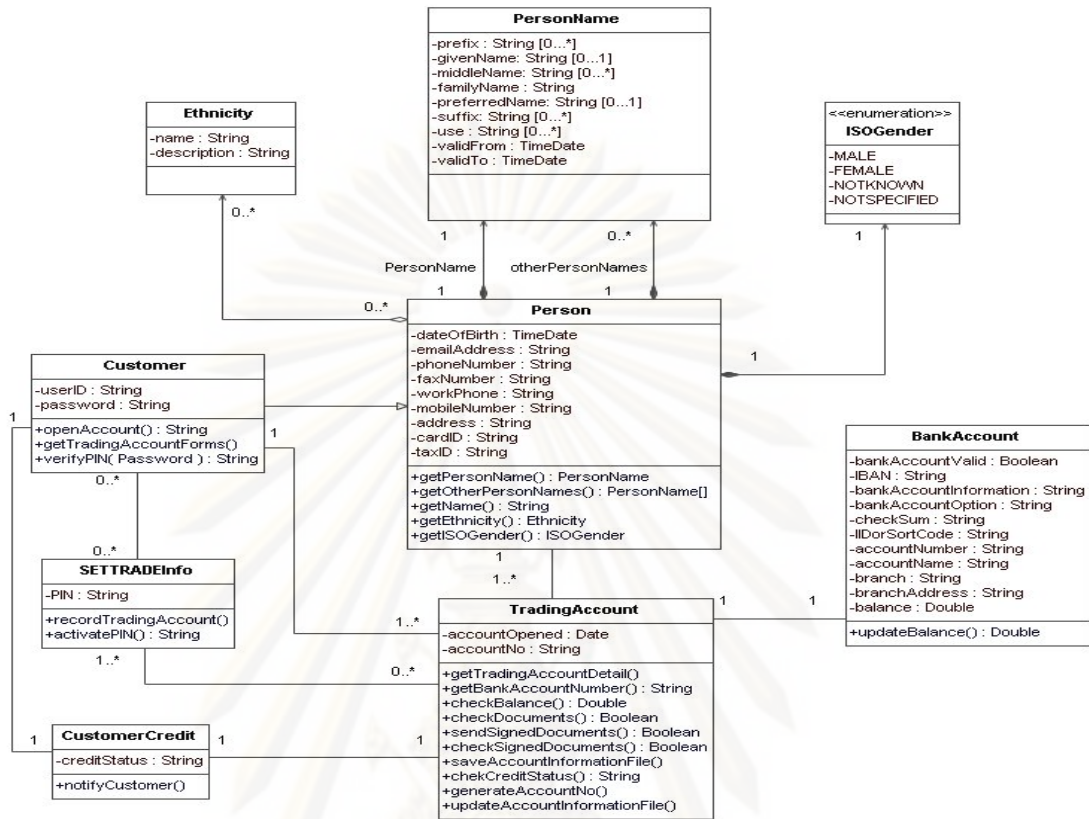 PersonName
-prefix : String [0...*]
-givenName: String [0...1]
-middleName: String [0...*]
-familyName : String
-preferredName: String [0...1]
-suffix: String [0...*]
-use : String [0...*]
-validFrom : TimeDate
-validTo : TimeDate
Ethnicity
-name : String
-description : String
<<enumeration>>
ISOGender
-MALE
-FEMALE
-NOTKNOWN
-NOTSPECIFIED
0..*
1
0..*
1
PersonName
otherPersonNames
0..*
1
1
Person
-dateOfBirth : TimeDate
-emailAddress : String
-phoneNumber : String
-faxNumber : String
-workPhone : String
-mobileNumber : String
-address : String
-cardID : String
-taxID : String
+getPersonName() : PersonName
+getOtherPersonNames() : PersonName[]
+getName() : String
+getEthnicity() : Ethnicity
+getISOGender() : ISOGender
1
Customer
-userID : String
-password : String
+openAccount() : String
+getTradingAccountForms()
+verifyPIN( Password ) : String
1
1
0..*
0..*
BankAccount
-bankAccountValid : Boolean
-IBAN : String
-bankAccountInformation : String
-bankAccountOption : String
-checkSum : String
-IIDorSortCode : String
-accountNumber : String
-accountName : String
-branch : String
-branchAddress : String
-balance : Double
+updateBalance() : Double
1
1..*
SETTRADEInfo
-PIN : String
+recordTradingAccount()
+activatePIN() : String
1..*
1..*
0..*
TradingAccount
-accountOpened : Date
-accountNo : String
+getTradingAccountDetail()
+getBankAccountNumber() : String
+checkBalance() : Double
+checkDocuments() : Boolean
+sendSignedDocuments() : Boolean
+checkSignedDocuments() : Boolean
+saveAccountInformationFile()
+chekCreditStatus() : String
+generateAccountNo()
+updateAccountInformationFile()
1
1
CustomerCredit
-creditStatus : String
+notifyCustomer()
1
1
1